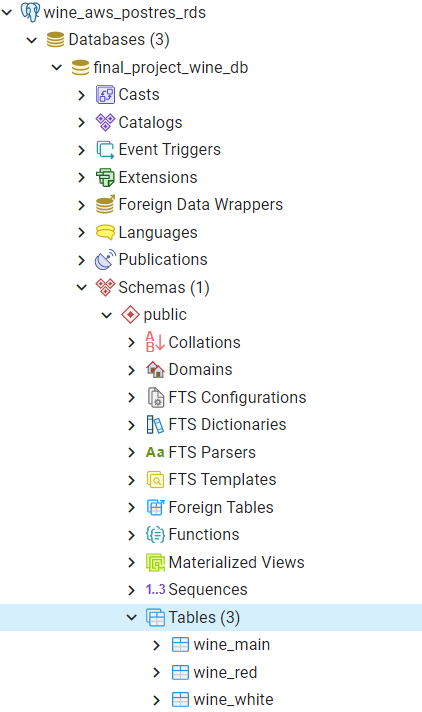 wine_aws_postres_rds
Databases (3)
final_project_wine_db
Casts
Catalogs
Event Triggers
Extensions
Foreign Data Wrappers
Languages
Publications
Schemas (1)
public
Collations
Domains
FTS Configurations
FTS Dictionaries
Aa FTS Parsers
FTS Templates
Foreign Tables
Functions
Materialized Views
1..3 Sequences
Tables (3)
wine_main
wine_red
wine_white